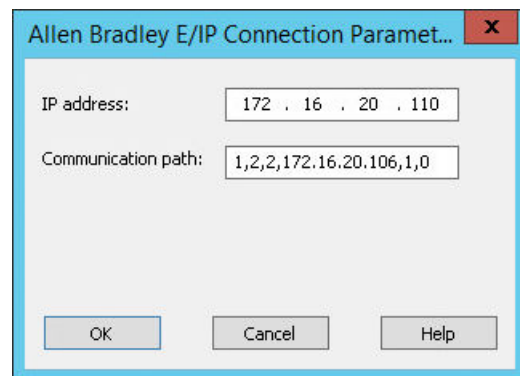 Allen Bradley E/IP Connection Paramet... x
IP address: 172 . 16 . 20 . 110
Communication path: 1,2,2,172.16.20.106,1,0
OK Cancel Help